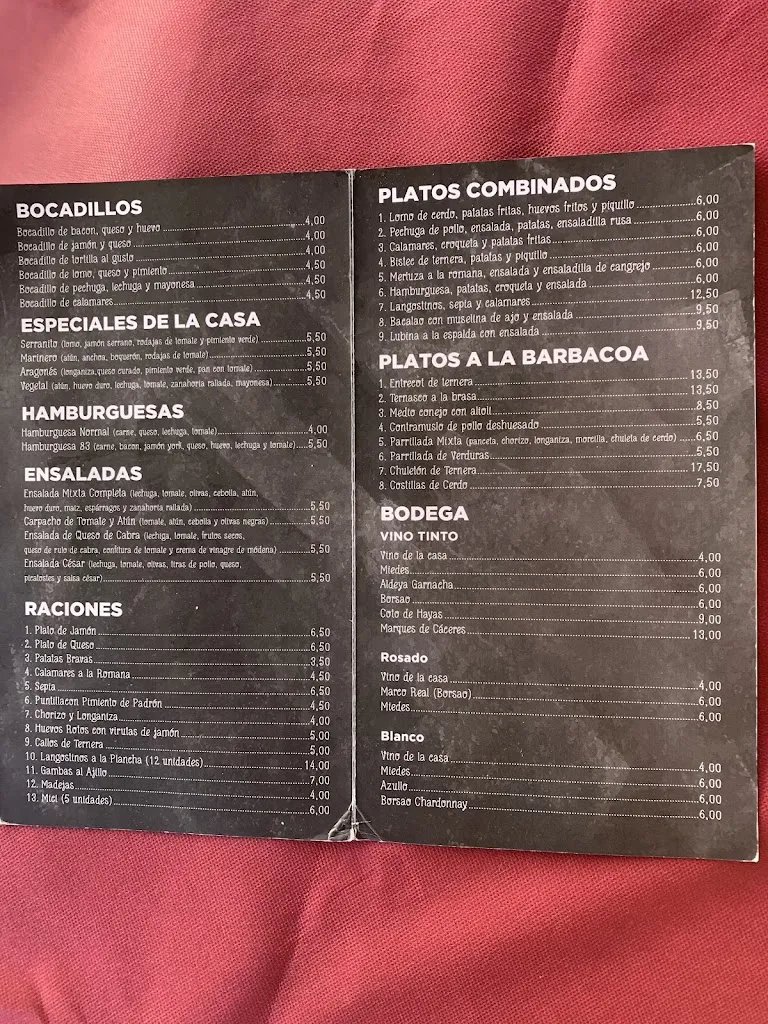 BOCADILLOS
Bocadillo de bacon, queso y huevo 4,00
Bocadillo de jamón y queso 4,00
Bocadillo de tortilla al gusto 4,00
Bocadillo de lomo, queso y pimiento 4,50
Bocadillo de pechuga, lechuga y mayonesa 4,50
Bocadillo de calamares 4,50
ESPECIALES DE LA CASA
Serranito (lomo, jamón serrano, rodajas de tomate y pimiento verde) 5,50
Marinero (atún, anchoa, boquerón, rodajas de tomate) 5,50
Aragonés (longaniza, queso curado, pimiento verde, pan con tomate) 5,50
Vegetal (atún, huevo duro, lechuga, tomate, zanahoria rallada, mayonesa) 5,50
HAMBURGUESAS
Hamburguesa Normal (carne, queso, lechuga, tomate) 4,00
Hamburguesa 83 (carne, bacon, jamón york, queso, huevo, lechuga y tomate) 5,50
ENSALADAS
Ensalada Mixta Completa (lechuga, tomate, olivas, cebolla, atún,
huevo duro, maiz, espárragos y zanahoria rallada) 5,50
Carpacho de Tomate y Atún (tomate, atún, cebolla y olivas negras) 5,50
Ensalada de Queso de Cabra (lechuga, tomate, frutos secos,
queso de rulo de cabra, confitura de tomate y crema de vinagre de módena) 5,50
Ensalada César (lechuga, tomate, olivas, tiras de pollo, queso,
picatostes y salsa césar) 5,50
RACIONES
1. Plato de Jamón 6,50
2. Plato de Queso 6,50
3. Patatas Bravas 3,50
4. Calamares a la Romana 4,50
5. Sepia 6,50
6. Puntillacon Pimiento de Padrón 4,50
7. Chorizo y Longaniza 4,00
8. Huevos Rotos con virutas de jamón 5,00
9. Callos de Ternera 5,00
10. Langostinos a la Plancha (12 unidades) 14,00
11. Gambas al Ajillo 7,00
12. Madejas 4,00
13. Mici (5 unidades) 6,00
PLATOS COMBINADOS
1. Lomo de cerdo, patatas fritas, huevos fritos y piquillo 6,00
2. Pechuga de pollo, ensalada, patatas, ensaladilla rusa 6,00
3. Calamares, croqueta y patatas fritas 6,00
4. Bistec de ternera, patatas y piquillo 6,00
5. Merluza a la romana, ensalada y ensaladilla de cangrejo 6,00
6. Hamburguesa, patatas, croqueta y ensalada 6,00
7. Langostinos, sepia y calamares 12,50
8. Bacalao con muselina de ajo y ensalada 9,50
9. Lubina a la espalda con ensalada 9,50
PLATOS A LA BARBACOA
1. Entrecot de ternera 13,50
2. Ternasco a la brasa 13,50
3. Medio conejo con alioli 8,50
4. Contramuslo de pollo deshuesado 5,50
5. Parrillada Mixta (panceta, chorizo, longaniza, morcilla, chuleta de cerdo) 6,50
6. Parrillada de Verduras 5,50
7. Chuletón de Ternera 17,50
8. Costillas de Cerdo 7,50
BODEGA
VINO TINTO
Vino de la casa 4,00
Miedes 6,00
Aldeya Garnacha 6,00
Borsao 6,00
Coto de Hayas 9,00
Marques de Cáceres 13,00
Rosado
Vino de la casa 4,00
Marco Real (Borsao) 6,00
Miedes 6,00
Blanco
Vino de la casa 4,00
Miedes 6,00
Azullo 6,00
Borsao Chardonnay 6,00